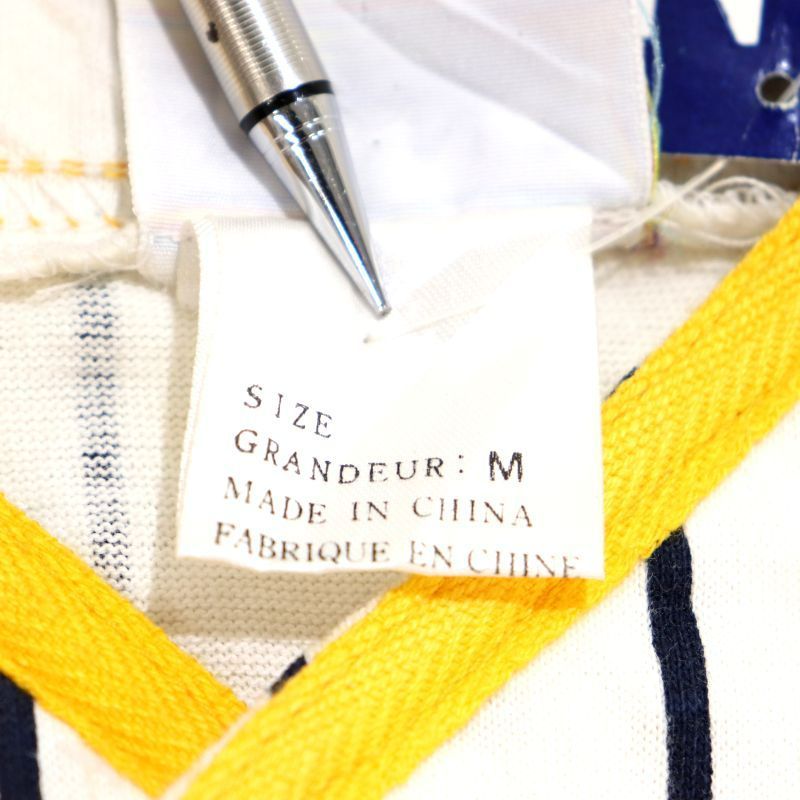 SIZE
GRANDEUR: M
MADE IN CHINA
FABRIQUE EN CHINE